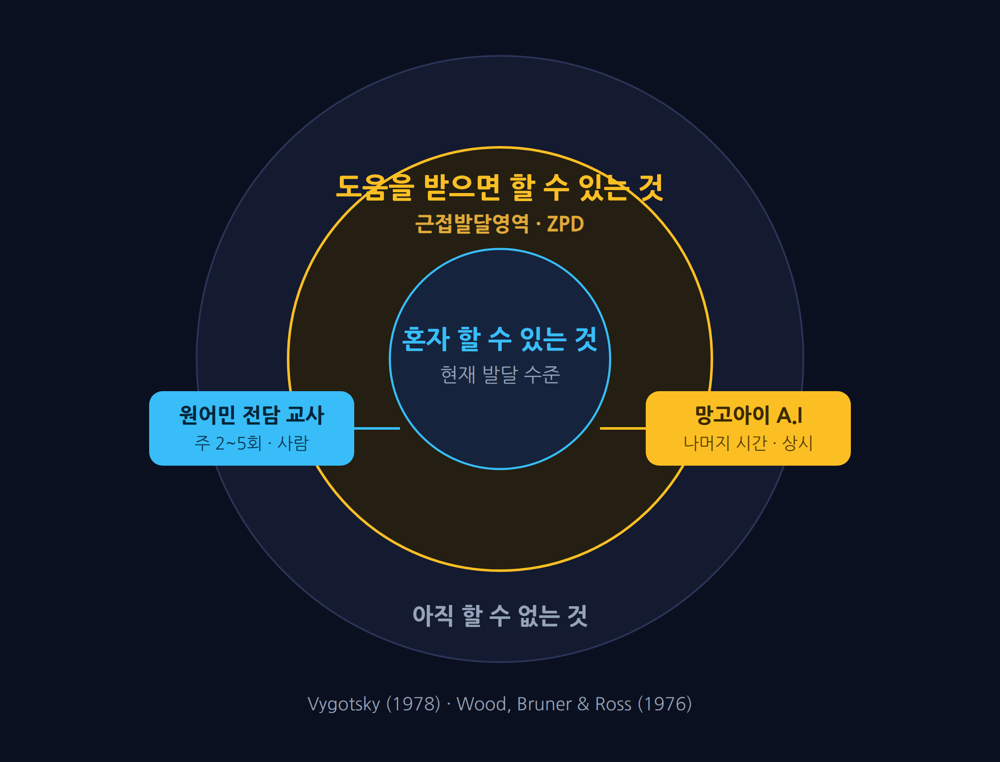 도움을 받으면 할 수 있는 것
근접발달영역 · ZPD
혼자 할 수 있는 것
현재 발달 수준
원어민 전담 교사
주 2~5회 · 사람
망고아이 A.I
나머지 시간 · 상시
아직 할 수 없는 것
Vygotsky (1978) · Wood, Bruner & Ross (1976)